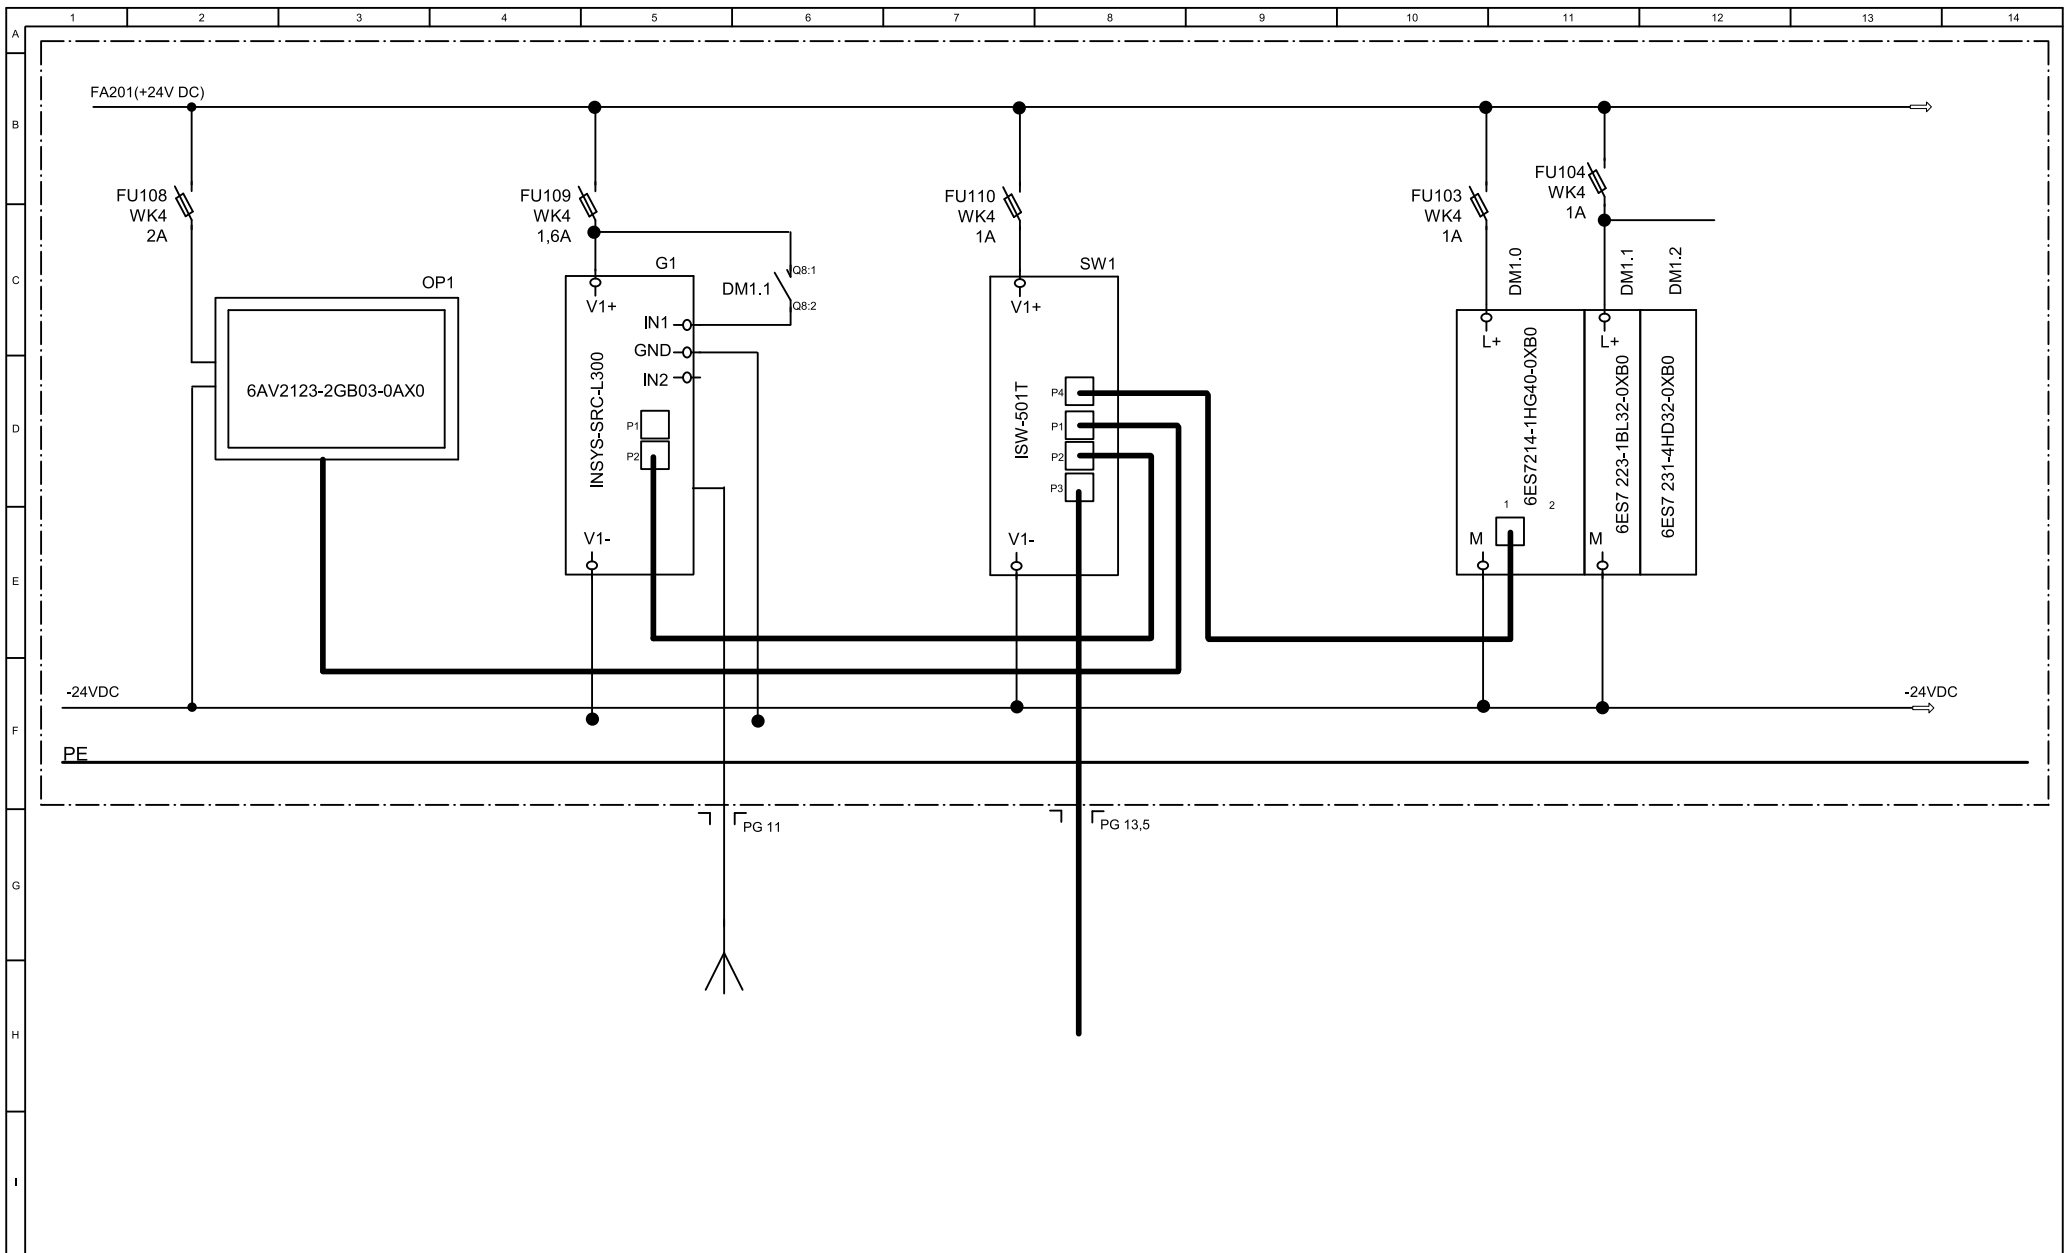 1 2 3 4 5 6 7 8 9 10 11 12 13 14
A
FA201(+24V DC)
B
FU108
WK4
2A
FU109
WK4
1,6A
FU110
WK4
1A
FU103
WK4
1A
FU104
WK4
1A
C
OP1
6AV2123-2GB03-0AX0
G1
V1+
IN1
GND
IN2
INSYS-SRC-L300
P1
P2
V1-
DM1.1
Q8:1
Q8:2
SW1
V1+
ISW-501T
P4
P1
P2
P3
V1-
DM1.0
DM1.1
DM1.2
L+
L+
6ES7214-1HG40-0XB0
6ES7 223-1BL32-0XB0
6ES7 231-4HD32-0XB0
1 2
M
M
D
E
-24VDC
-24VDC
F
PE
PG 11
PG 13,5
G
H
I